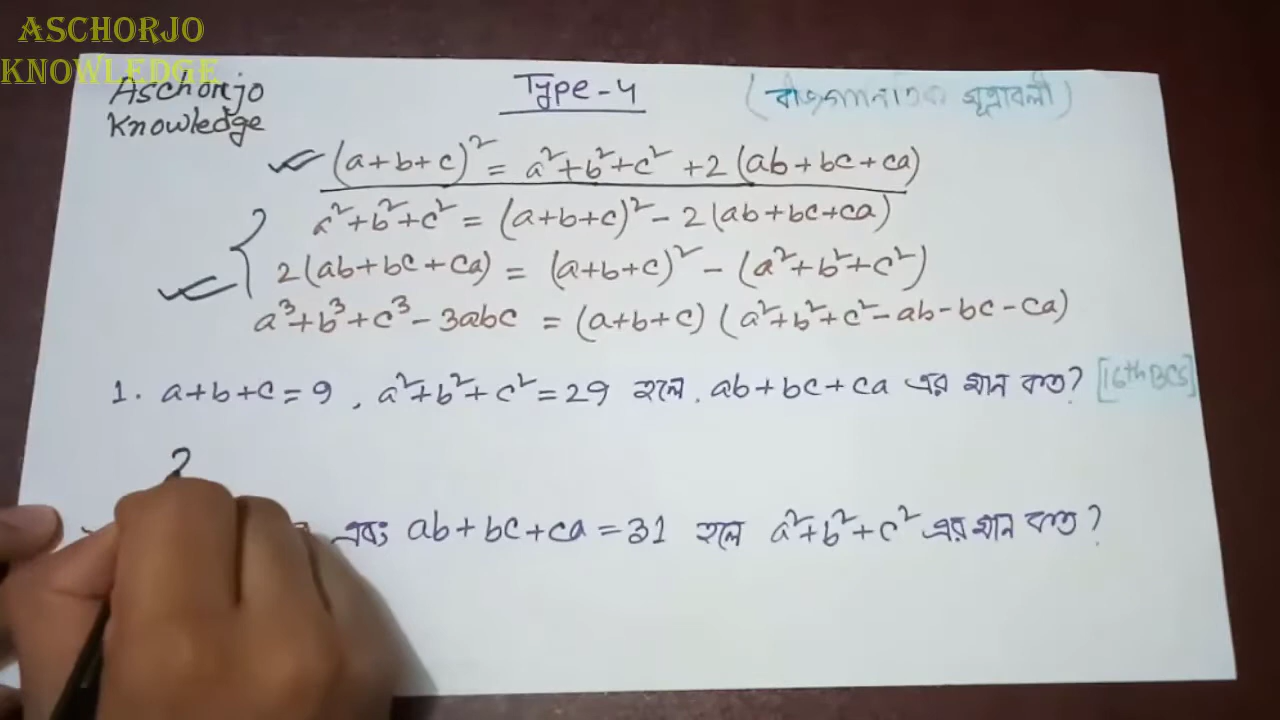 ASCHORJO
KNOWLEDGE
Aschorjo
Knowledge
Type-4
(a+b+c)² = a²+b²+c² +2(ab+bc+ca)
a²+b²+c² = (a+b+c)² - 2(ab+bc+ca)
2(ab+bc+ca) = (a+b+c)² - (a²+b²+c²)
a³+b³+c³-3abc = (a+b+c)(a²+b²+c²-ab-bc-ca)
1. a+b+c=9, a²+b²+c²=29 হলে, ab+bc+ca এর মান কত? [16th BCS]
2
এবং ab+bc+ca=31 হলে a²+b²+c² এর মান কত?